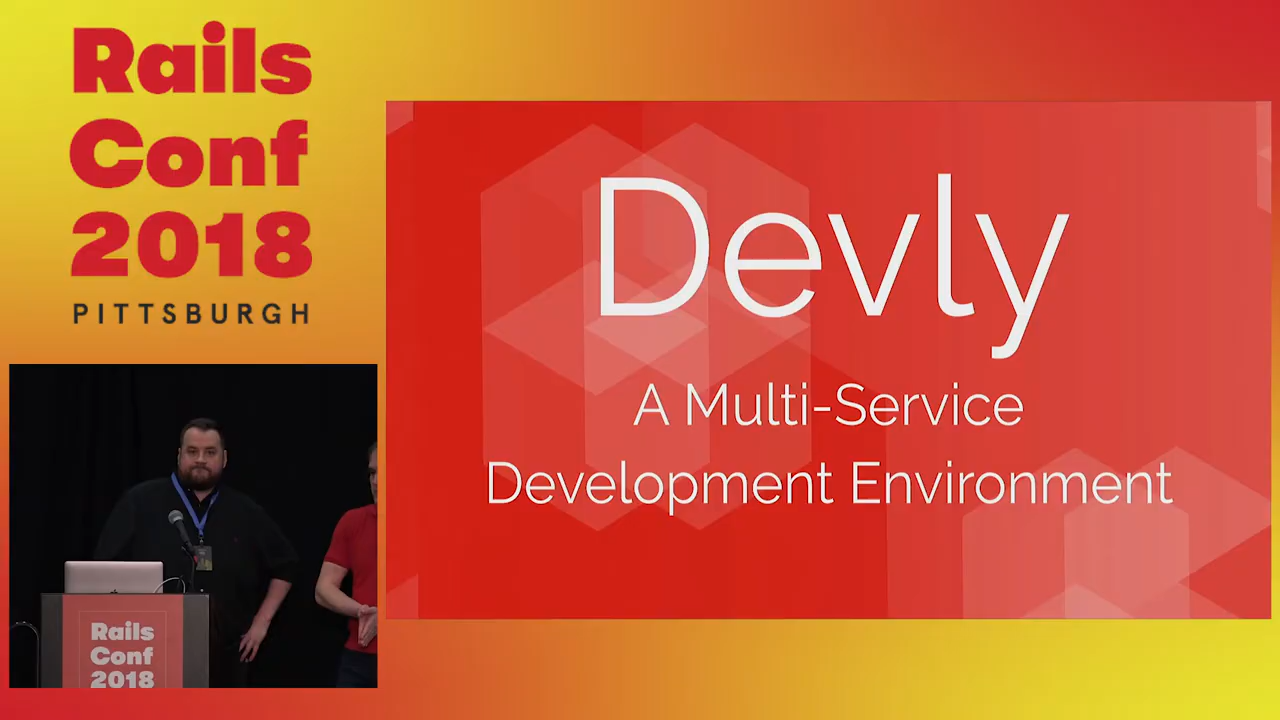 Rails
Conf
2018
PITTSBURGH
Devly
A Multi-Service
Development Environment
Rails
Conf
2018